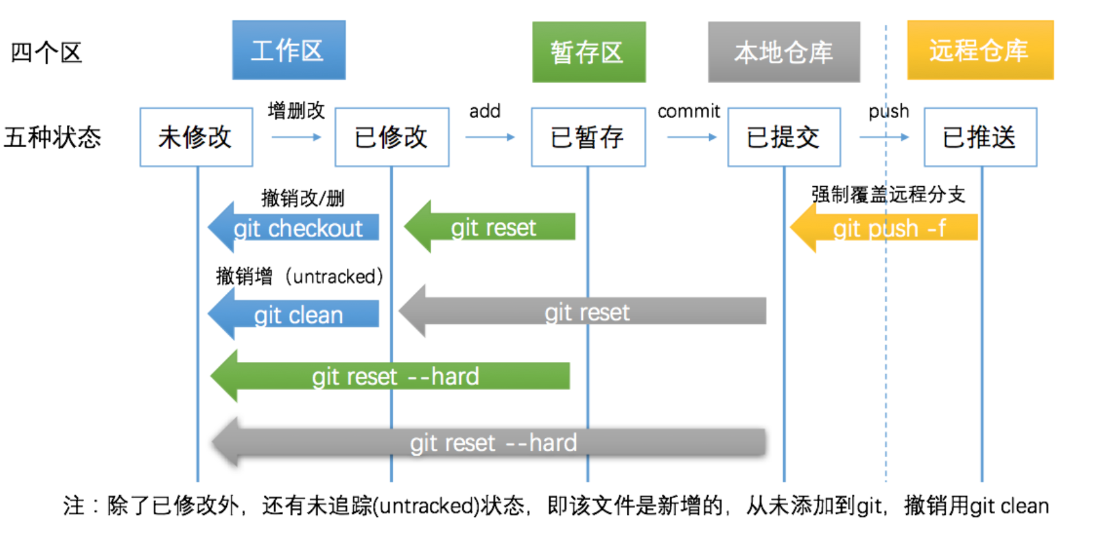 四个区
工作区
暂存区
本地仓库
远程仓库
五种状态
未修改
增删改
已修改
add
已暂存
commit
已提交
push
已推送
撤销改/删
强制覆盖远程分支
git checkout
git reset
git push -f
撤销增（untracked）
git clean
git reset
git reset --hard
git reset --hard
注：除了已修改外，还有未追踪(untracked)状态，即该文件是新增的，从未添加到git，撤销用git clean